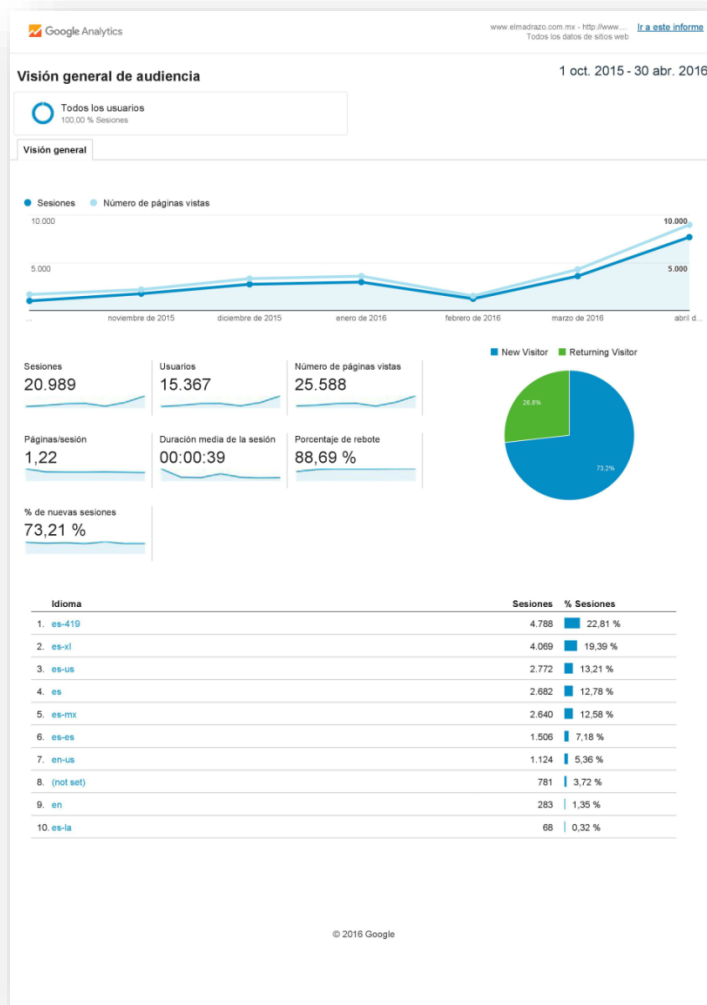 Google Analytics
www.elmadrazo.com.mx - http://www....
Todos los datos de sitios web
Ir a este informe
Visión general de audiencia
1 oct. 2015 - 30 abr. 2016
Todos los usuarios
100,00 % Sesiones
Visión general
Sesiones Número de páginas vistas
10.000 10.000
5.000 5.000
... noviembre de 2015 diciembre de 2015 enero de 2016 febrero de 2016 marzo de 2016 abril d...
New Visitor Returning Visitor
Sesiones Usuarios Número de páginas vistas
20.989 15.367 25.588
26.8%
73.2%
Páginas/sesión Duración media de la sesión Porcentaje de rebote
1,22 00:00:39 88,69 %
% de nuevas sesiones
73,21 %
Idioma Sesiones % Sesiones
1. es-419 4.788 22,81 %
2. es-xl 4.069 19,39 %
3. es-us 2.772 13,21 %
4. es 2.682 12,78 %
5. es-mx 2.640 12,58 %
6. es-es 1.506 7,18 %
7. en-us 1.124 5,36 %
8. (not set) 781 3,72 %
9. en 283 1,35 %
10. es-la 68 0,32 %
© 2016 Google